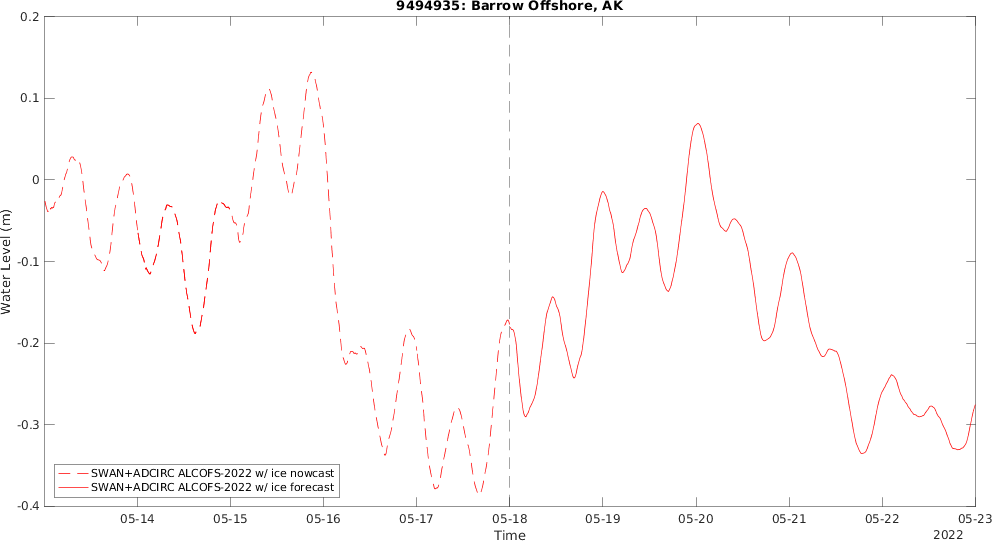 9494935: Barrow Offshore, AK
0.2
0.1
0
-0.1
-0.2
-0.3
-0.4
Water Level (m)
SWAN+ADCIRC ALCOFS-2022 w/ ice nowcast
SWAN+ADCIRC ALCOFS-2022 w/ ice forecast
05-14 05-15 05-16 05-17 05-18 05-19 05-20 05-21 05-22 05-23
Time
2022